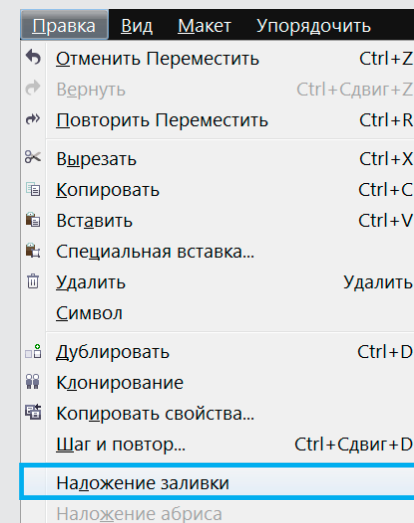 Правка Вид Макет Упорядочить
Отменить Переместить Ctrl+Z
Вернуть Ctrl+Сдвиг+Z
Повторить Переместить Ctrl+R
Вырезать Ctrl+X
Копировать Ctrl+C
Вставить Ctrl+V
Специальная вставка...
Удалить Удалить
Символ
Дублировать Ctrl+D
Клонирование
Копировать свойства...
Шаг и повтор... Ctrl+Сдвиг+D
Наложение заливки
Наложение абриса